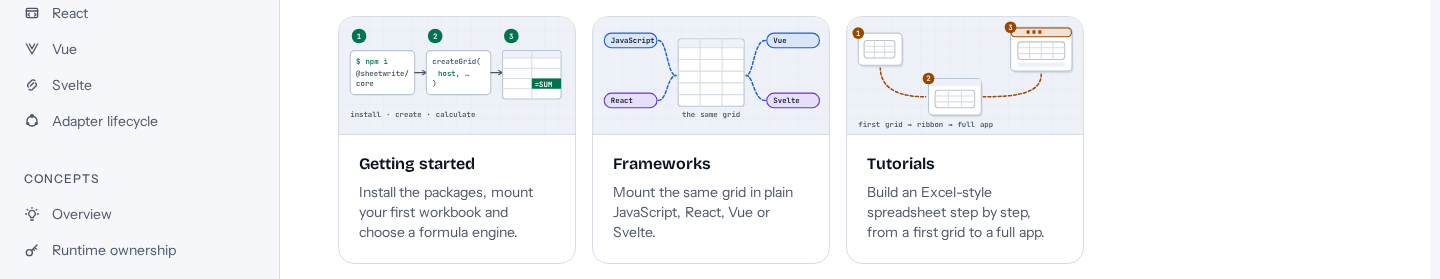 React
Vue
Svelte
Adapter lifecycle
CONCEPTS
Overview
Runtime ownership
1
2
3
$ npm i
@sheetwrite/
core
createGrid(
host, …
)
=SUM
install · create · calculate
Getting started
Install the packages, mount
your first workbook and
choose a formula engine.
JavaScript
Vue
React
Svelte
the same grid
Frameworks
Mount the same grid in plain
JavaScript, React, Vue or
Svelte.
1
2
3
first grid → ribbon → full app
Tutorials
Build an Excel-style
spreadsheet step by step,
from a first grid to a full app.